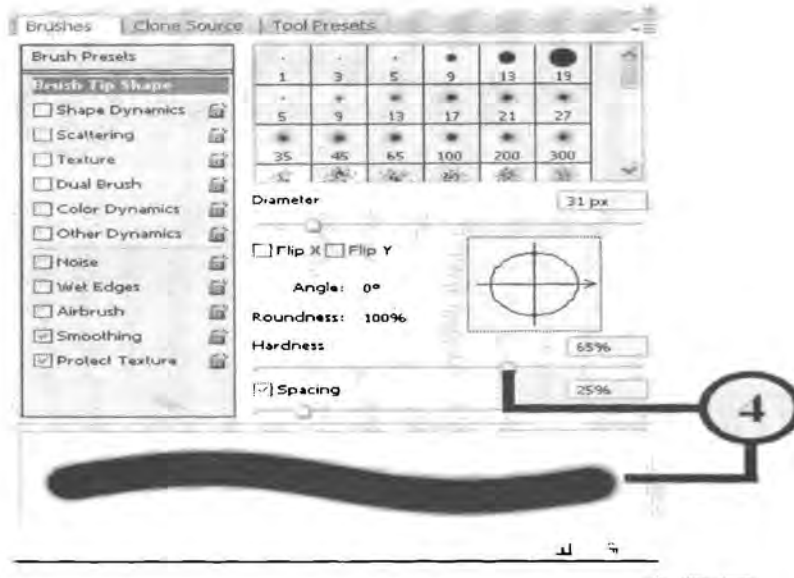 Brushes Clone Source Tool Presets
Brush Presets
Brush Tip Shape
Shape Dynamics
Scattering
Texture
Dual Brush
Color Dynamics
Other Dynamics
Noise
Wet Edges
Airbrush
Smoothing
Protect Texture
1 3 5 9 13 19
5 9 13 17 21 27
35 45 65 100 200 300
Diameter 31 px
Flip X Flip Y
Angle: 0°
Roundness: 100%
Hardness 65%
Spacing 25%
4